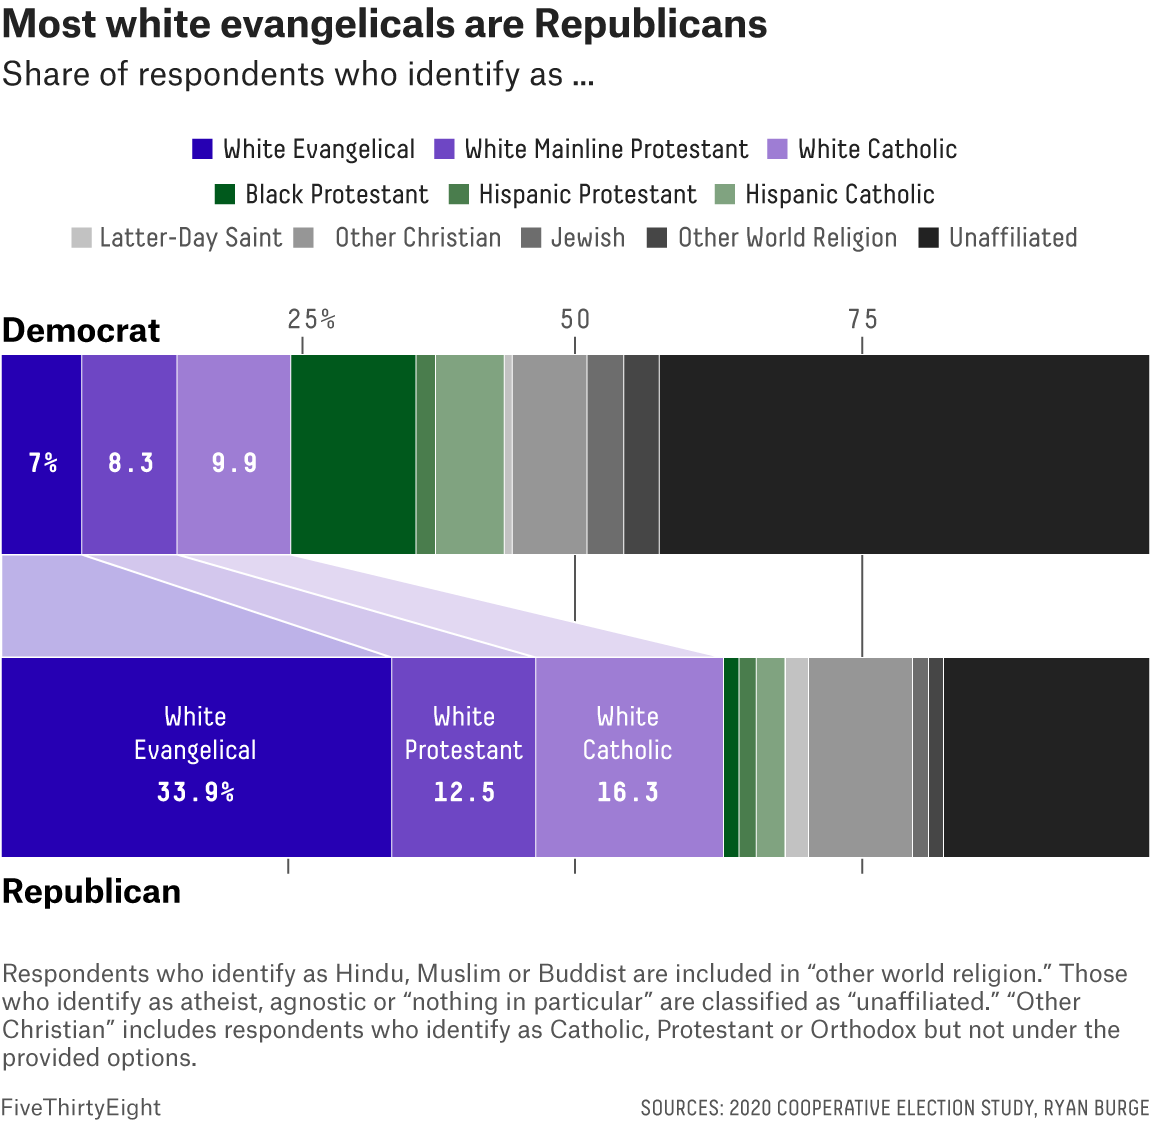 Most white evangelicals are Republicans
Share of respondents who identify as ...
White Evangelical White Mainline Protestant White Catholic
Black Protestant Hispanic Protestant Hispanic Catholic
Latter-Day Saint Other Christian Jewish Other World Religion Unaffiliated
Democrat 25% 50 75
7% 8.3 9.9
White White White
Evangelical Protestant Catholic
33.9% 12.5 16.3
Republican
Respondents who identify as Hindu, Muslim or Buddist are included in “other world religion.” Those
who identify as atheist, agnostic or “nothing in particular” are classified as “unaffiliated.” “Other
Christian” includes respondents who identify as Catholic, Protestant or Orthodox but not under the
provided options.
FiveThirtyEight SOURCES: 2020 COOPERATIVE ELECTION STUDY, RYAN BURGE